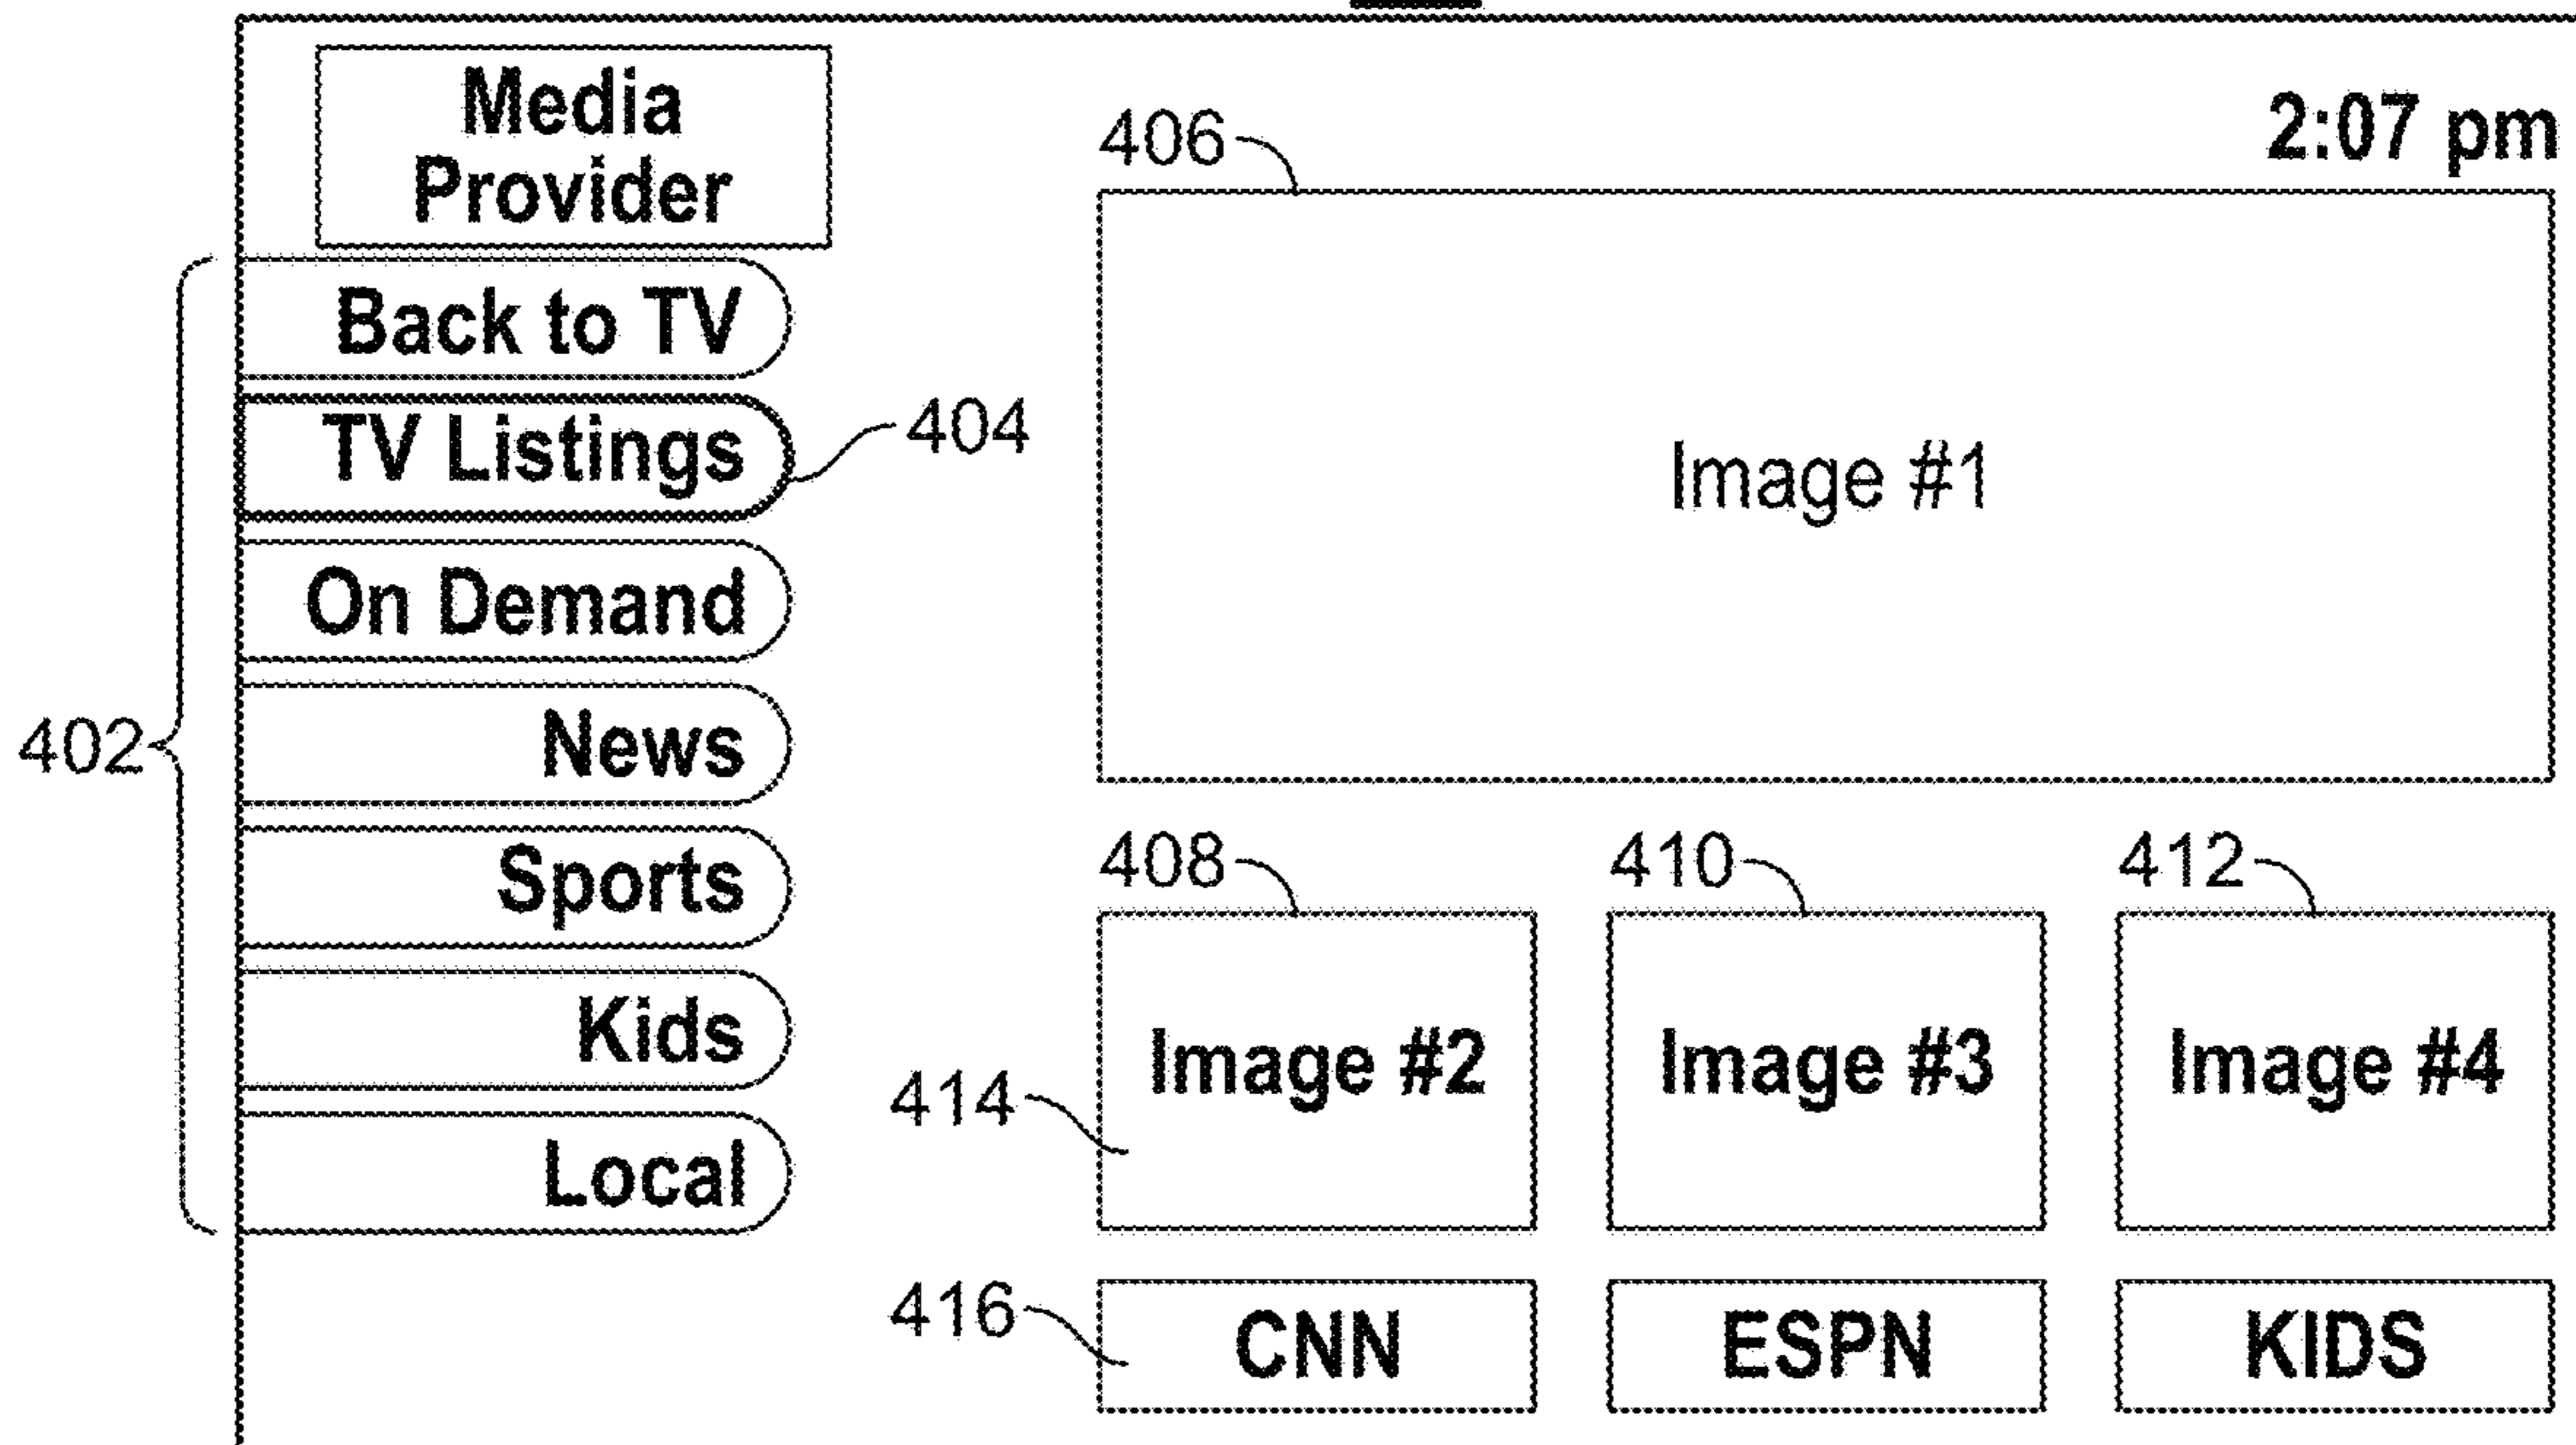 Media
Provider
2:07 pm
406
Back to TV
TV Listings
404
Image #1
On Demand
News
402
Sports
408
410
412
Kids
Image #2
Image #3
Image #4
414
Local
416
CNN
ESPN
KIDS